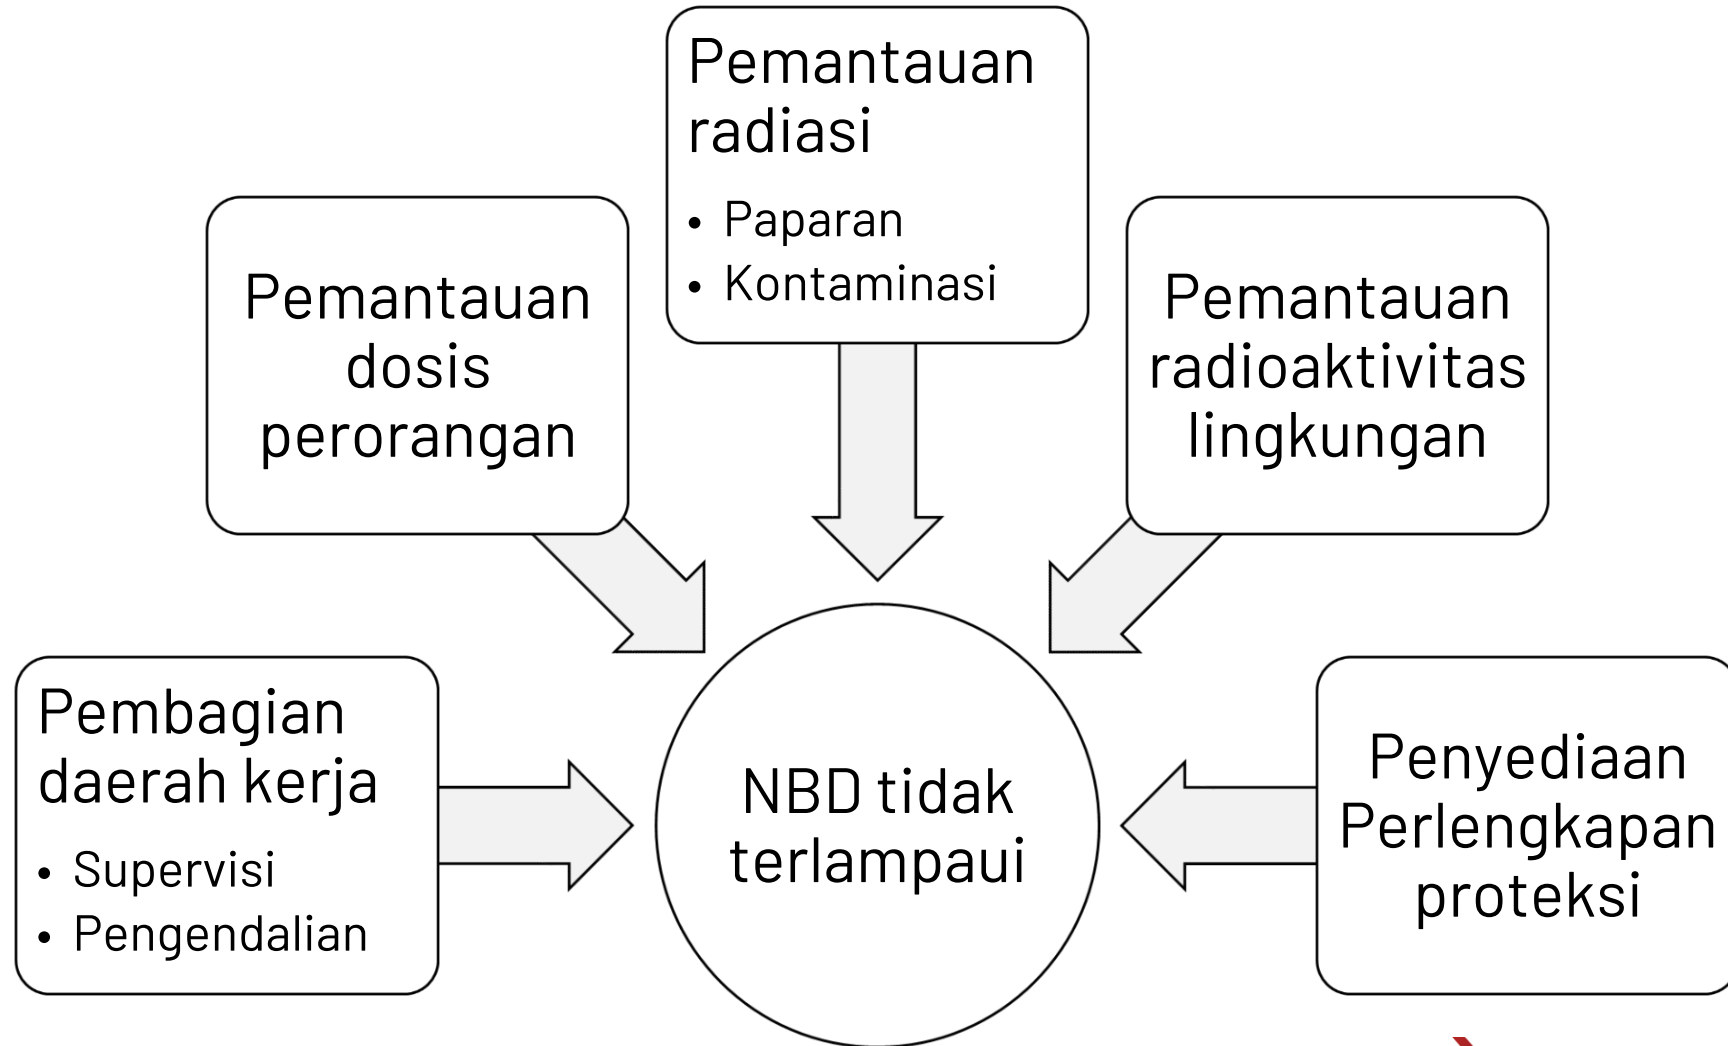 Pemantauan
radiasi
• Paparan
• Kontaminasi
Pemantauan
dosis
perorangan
Pemantauan
radioaktivitas
lingkungan
Pembagian
daerah kerja
• Supervisi
• Pengendalian
NBD tidak
terlampaui
Penyediaan
Perlengkapan
proteksi